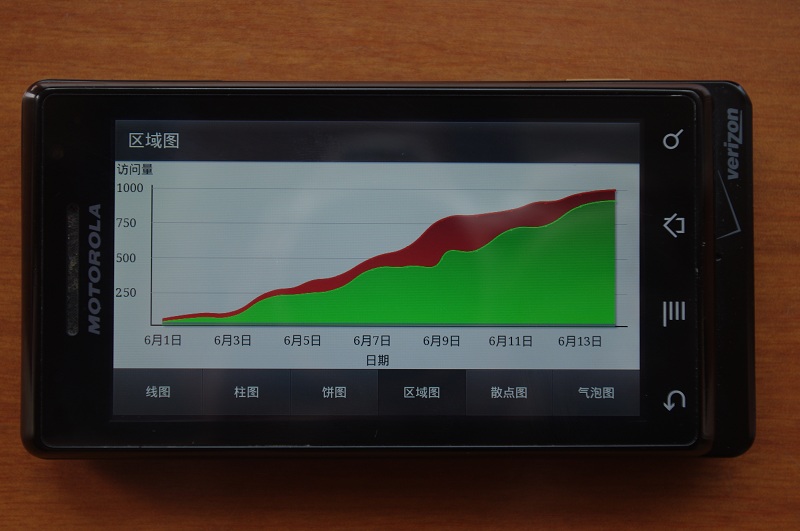 区域图
访问量
1000
750
500
250
6月1日 6月3日 6月5日 6月7日 6月9日 6月11日 6月13日
日期
线图 柱图 饼图 区域图 散点图 气泡图
MOTOROLA
verizon